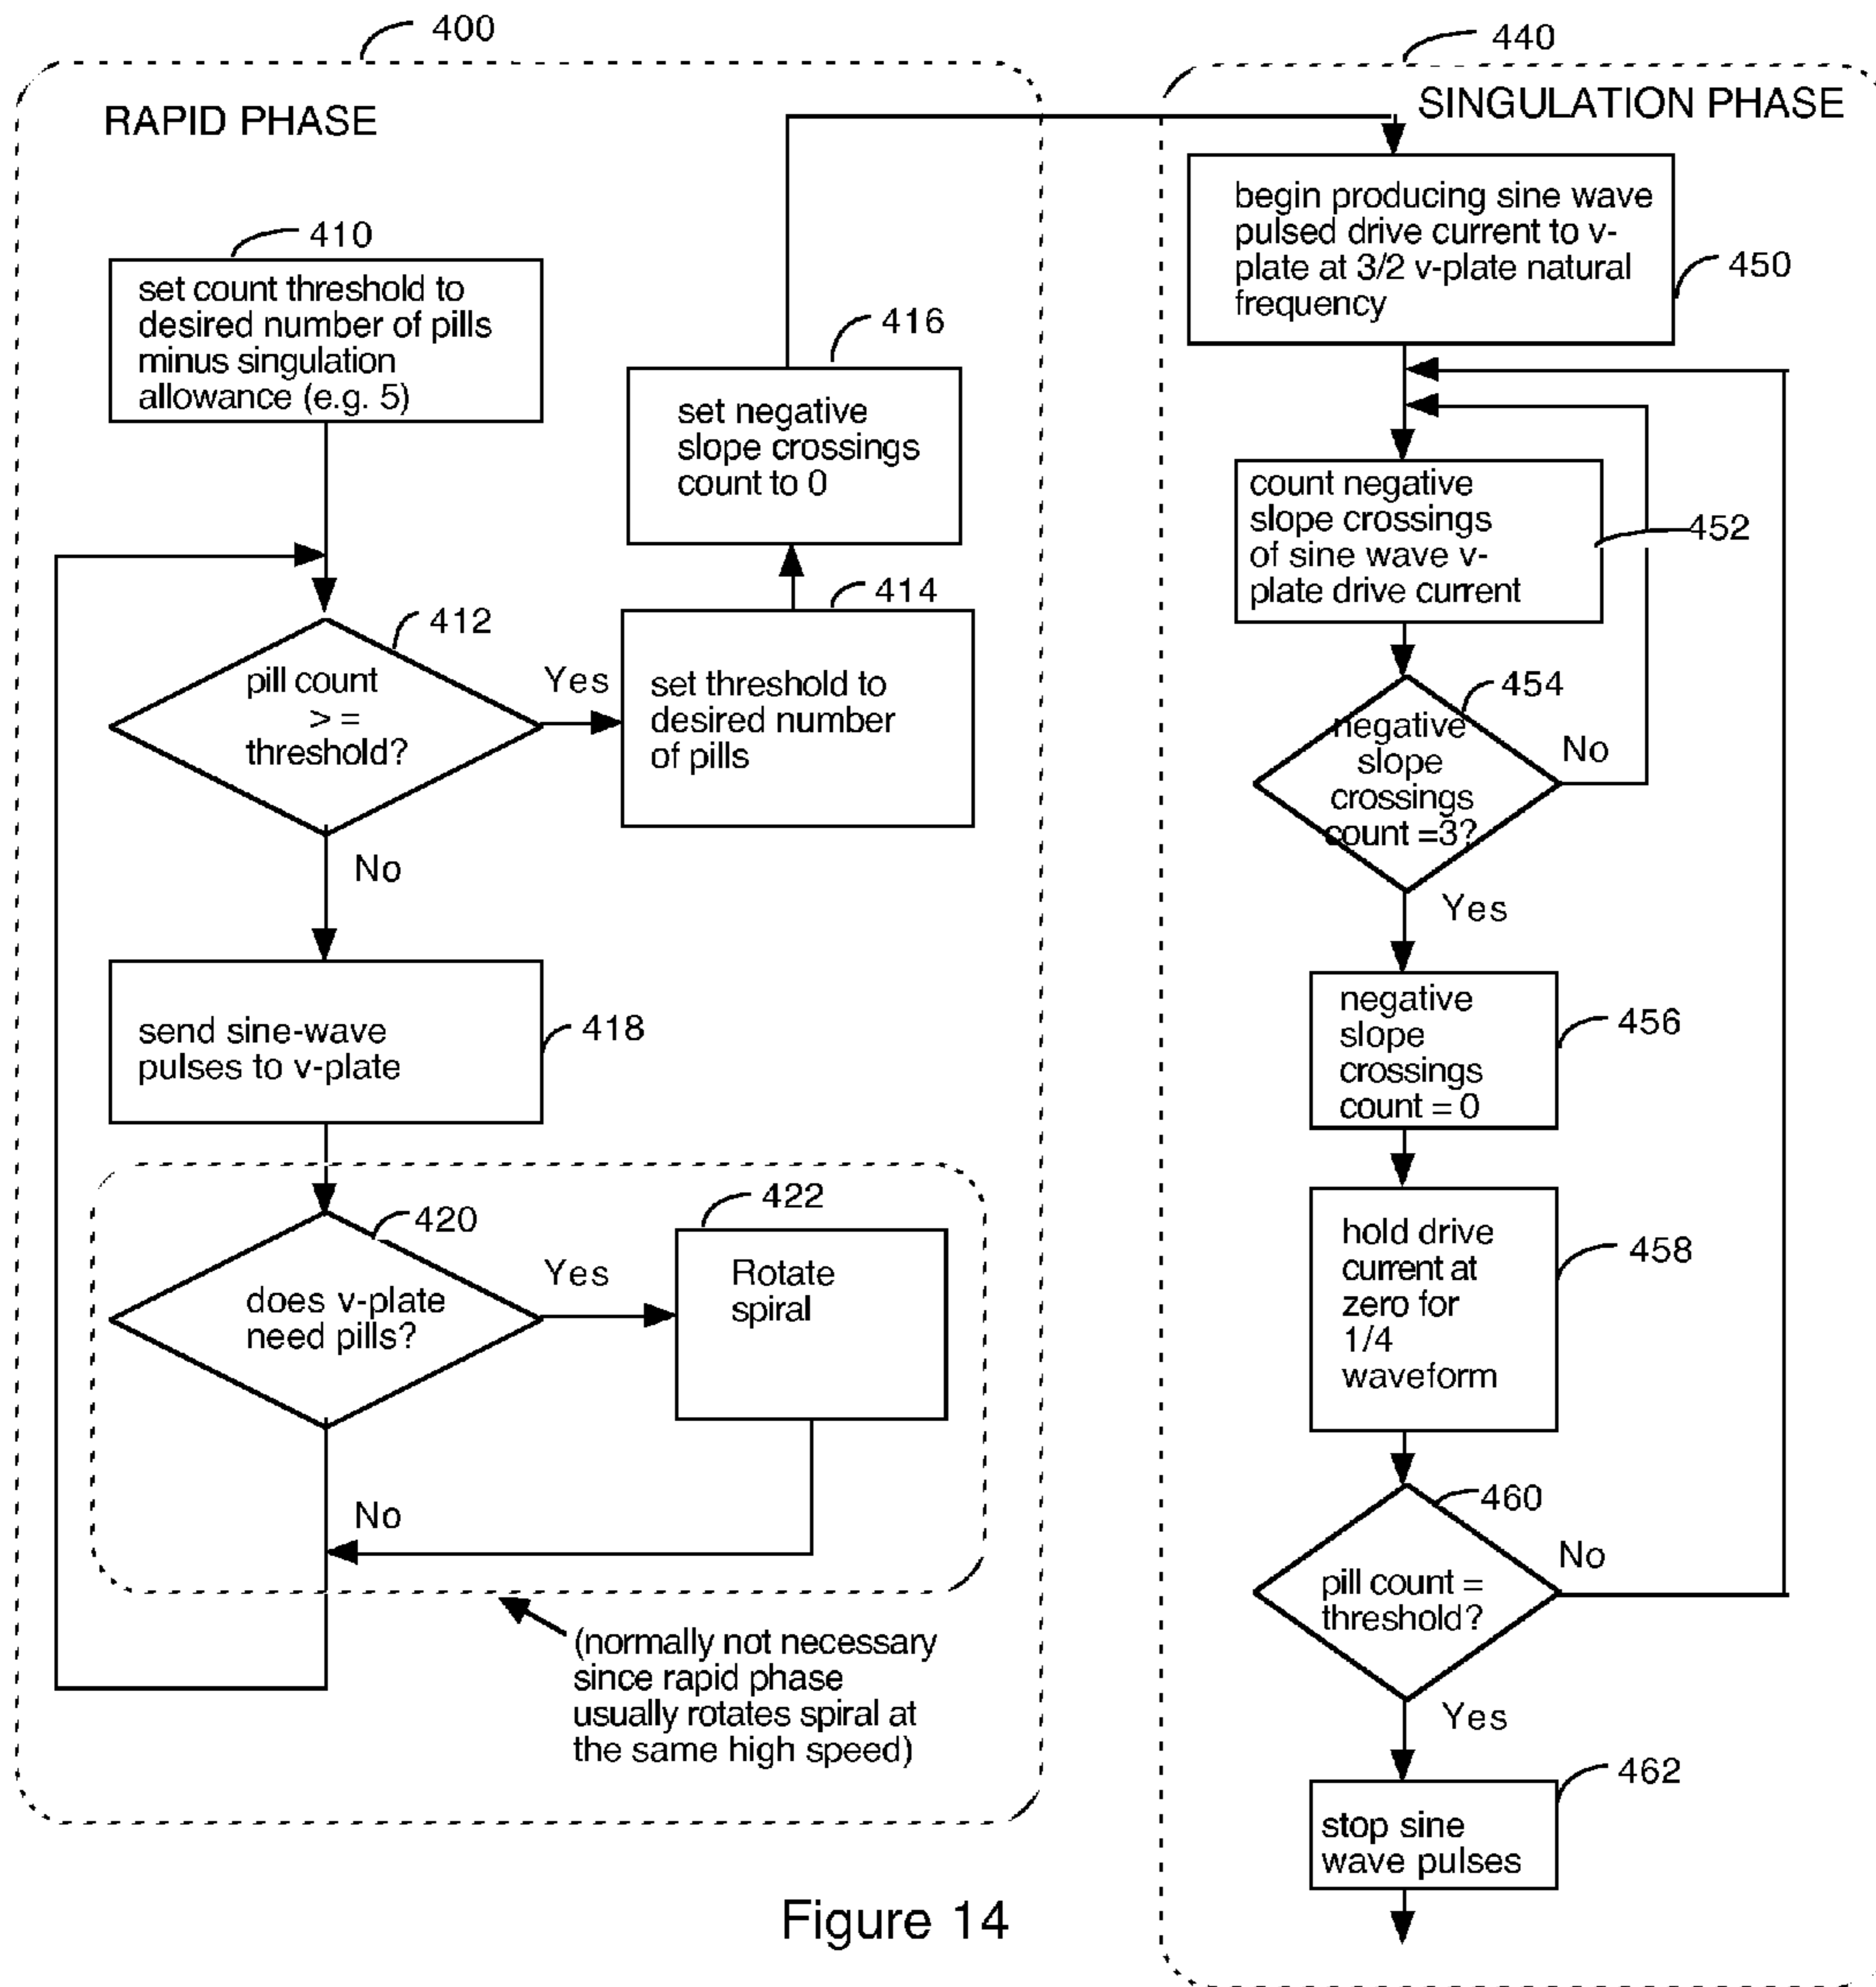 400
RAPID PHASE
410
set count threshold to
desired number of pills
minus singulation
allowance (e.g. 5)
412
pill count
> =
threshold?
Yes
No
414
set threshold to
desired number
of pills
416
set negative
slope crossings
count to 0
418
send sine-wave
pulses to v-plate
420
does v-plate
need pills?
Yes
No
422
Rotate
spiral
(normally not necessary
since rapid phase
usually rotates spiral at
the same high speed)
440
SINGULATION PHASE
begin producing sine wave
pulsed drive current to v-
plate at 3/2 v-plate natural
frequency
450
count negative
slope crossings
of sine wave v-
plate drive current
452
454
negative
slope
crossings
count =3?
No
Yes
negative
slope
crossings
count = 0
456
hold drive
current at
zero for
1/4
waveform
458
460
pill count =
threshold?
No
Yes
462
stop sine
wave pulses
Figure 14